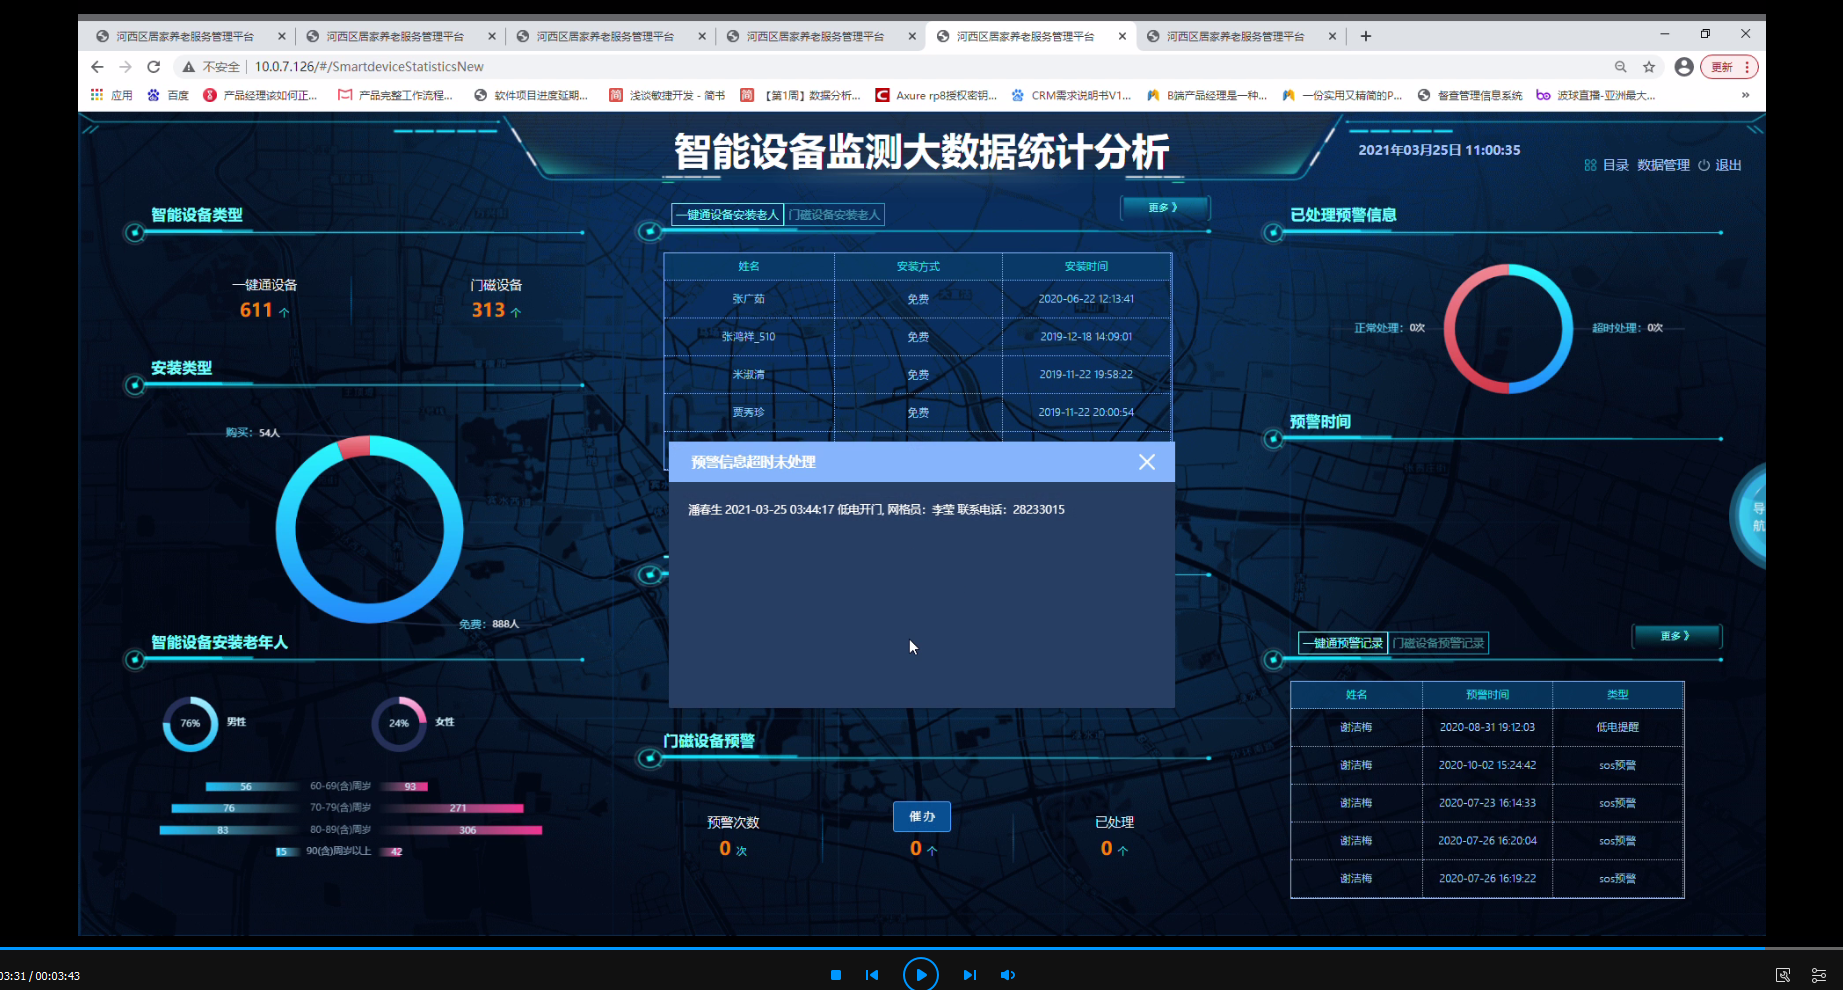 河西区居家养老服务管理平台 河西区居家养老服务管理平台 河西区居家养老服务管理平台 河西区居家养老服务管理平台 河西区居家养老服务管理平台 河西区居家养老服务管理平台
不安全 10.0.7.126/#/SmartdeviceStatisticsNew 更新
应用 百度 产品经理该如何正... 产品完整工作流程... 软件项目进度延期... 简 浅谈敏捷开发 - 简书 简 【第1周】数据分析... Axure rp8授权密钥... CRM需求说明书V1... B端产品经理是一种... 一份实用又精简的P... 督查管理信息系统 波球直播-亚洲最大... »
智能设备监测大数据统计分析
2021年03月25日 11:00:35
目录 数据管理 退出
智能设备类型
一键通设备 门磁设备
611 个 313 个
安装类型
购买：54人
免费：888人
智能设备安装老年人
76% 男性 24% 女性
56 60-69(含)周岁 93
76 70-79(含)周岁 271
83 80-89(含)周岁 306
15 90(含)周岁以上 42
一键通设备安装老人 门磁设备安装老人 更多 》
姓名 安装方式 安装时间
张广茹 免费 2020-06-22 12:13:41
张鸿祥_510 免费 2019-12-18 14:09:01
米淑清 免费 2019-11-22 19:58:22
贾秀珍 免费 2019-11-22 20:00:54
预警信息超时未处理
潘春生 2021-03-25 03:44:17 低电开门, 网格员：李莹 联系电话：28233015
门磁设备预警
预警次数 催办 已处理
0 次 0 个 0 个
已处理预警信息
正常处理：0次 超时处理：0次
预警时间
导航
一键通预警记录 门磁设备预警记录 更多 》
姓名 预警时间 类型
谢洁梅 2020-08-31 19:12:03 低电提醒
谢洁梅 2020-10-02 15:24:42 sos预警
谢洁梅 2020-07-23 16:14:33 sos预警
谢洁梅 2020-07-26 16:20:04 sos预警
谢洁梅 2020-07-26 16:19:22 sos预警
03:31 / 00:03:43